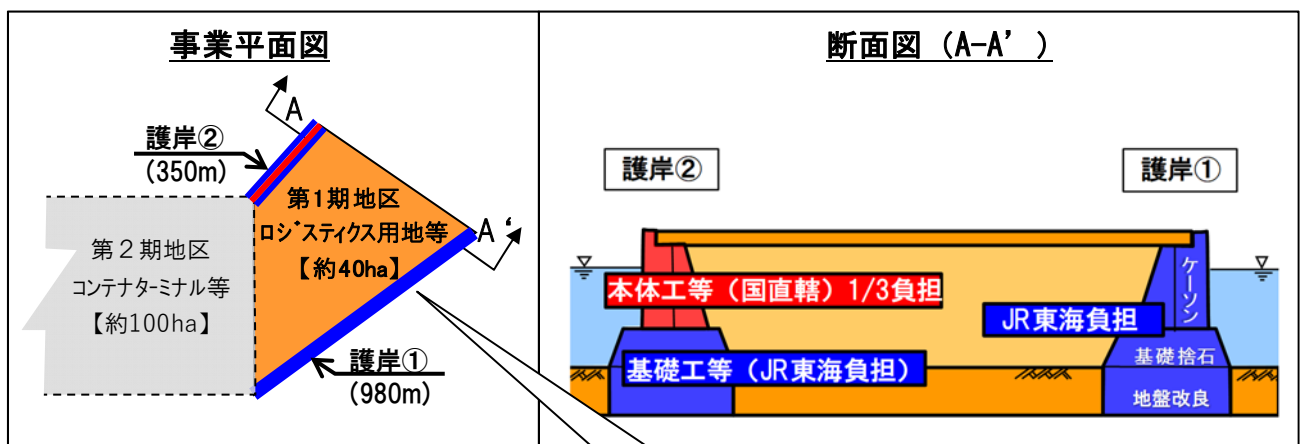 事業平面図
A
護岸②
(350m)
第1期地区
ロジスティクス用地等
【約40ha】
A‘
第２期地区
コンテナターミナル等
【約100ha】
護岸①
(980m)
断面図（A-A’）
護岸②
護岸①
本体工等（国直轄）1/3負担
JR東海負担
ケーソン
基礎捨石
基礎工等（JR東海負担）
地盤改良